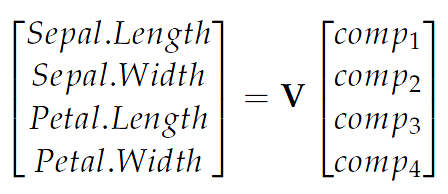 [Sepal.Length
Sepal.Width
Petal.Length
Petal.Width] = V [comp₁
comp₂
comp₃
comp₄]